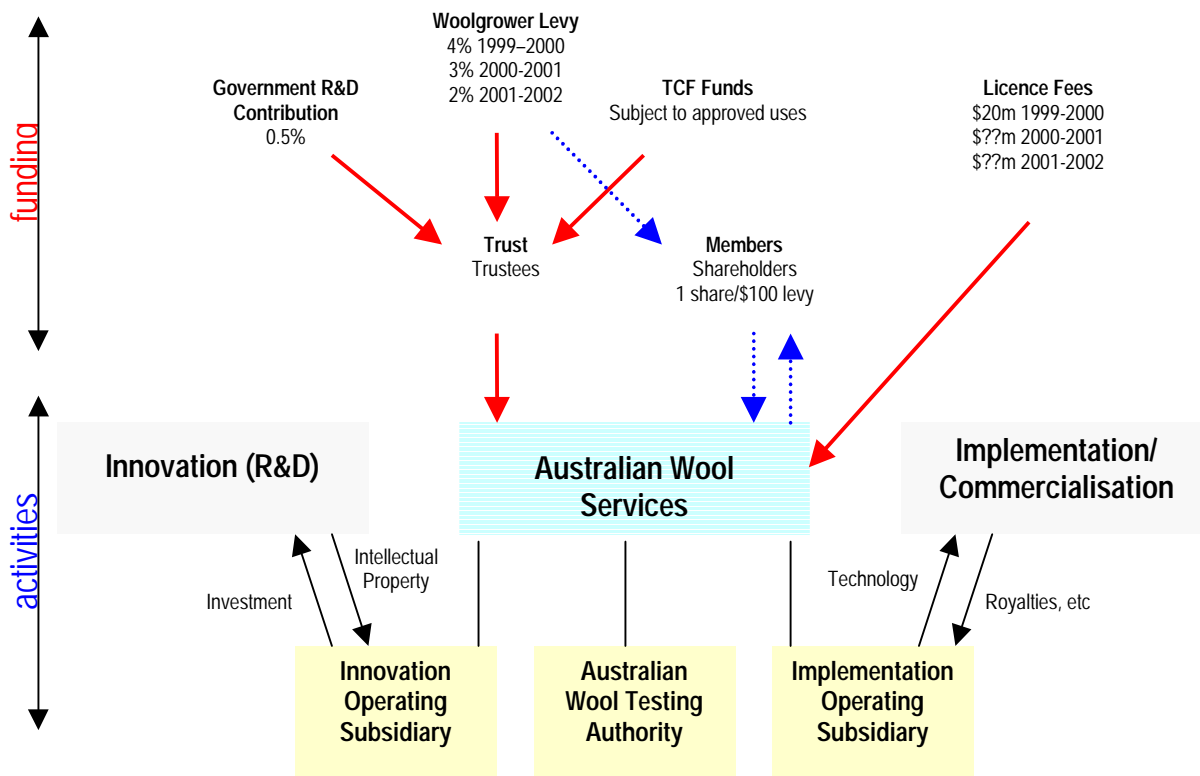 funding
Woolgrower Levy
4% 1999–2000
3% 2000-2001
2% 2001-2002
Government R&D
Contribution
0.5%
TCF Funds
Subject to approved uses
Licence Fees
$20m 1999-2000
$??m 2000-2001
$??m 2001-2002
Trust
Trustees
Members
Shareholders
1 share/$100 levy
activities
Innovation (R&D)
Australian Wool
Services
Implementation/
Commercialisation
Investment
Intellectual
Property
Technology
Royalties, etc
Innovation
Operating
Subsidiary
Australian
Wool Testing
Authority
Implementation
Operating
Subsidiary